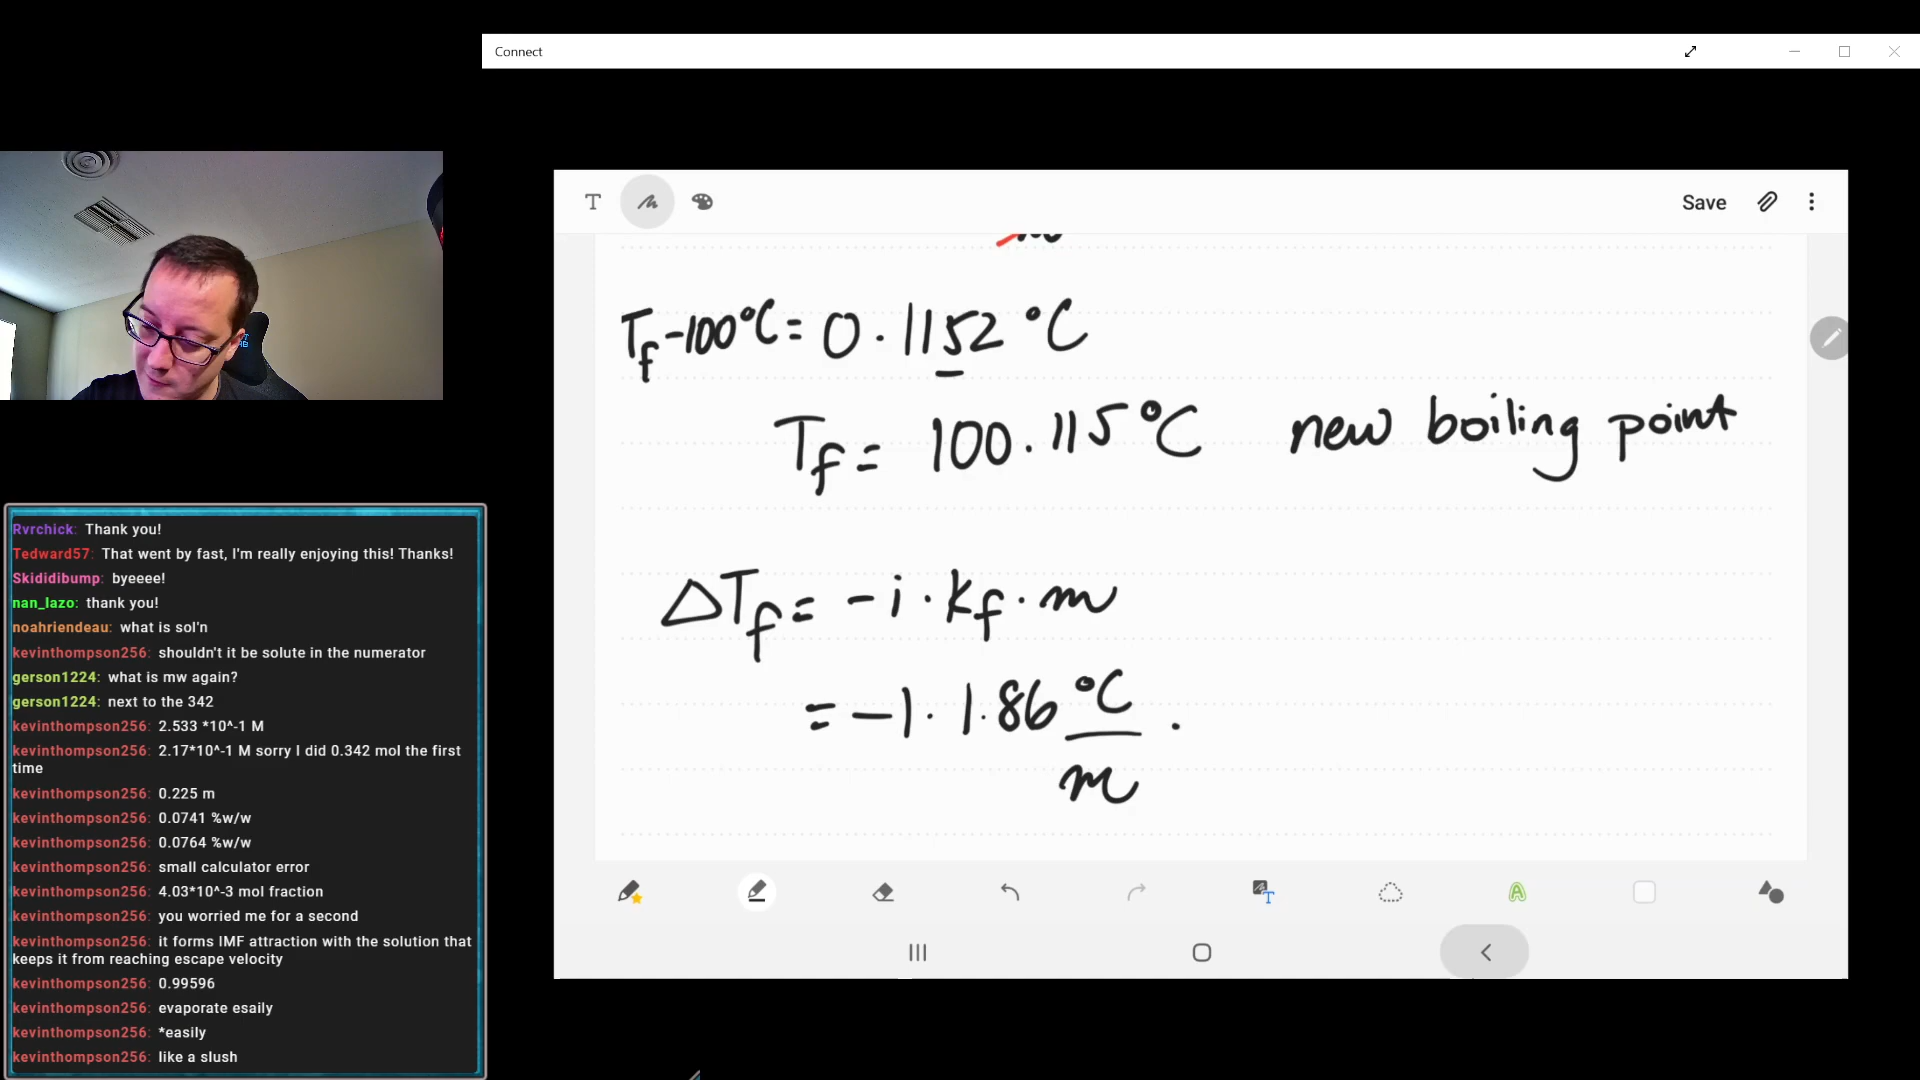 Connect
T
Save
T_f -100°C = 0.1152 °C
T_f = 100.115°C new boiling point
ΔT_f = -i · k_f · m
= -1 · 1.86 °C ·
m
Rvrchick: Thank you!
Tedward57: That went by fast, I'm really enjoying this! Thanks!
Skididibump: byeeee!
nan_lazo: thank you!
noahriendeau: what is sol'n
kevinthompson256: shouldn't it be solute in the numerator
gerson1224: what is mw again?
gerson1224: next to the 342
kevinthompson256: 2.533 *10^-1 M
kevinthompson256: 2.17*10^-1 M sorry I did 0.342 mol the first
time
kevinthompson256: 0.225 m
kevinthompson256: 0.0741 %w/w
kevinthompson256: 0.0764 %w/w
kevinthompson256: small calculator error
kevinthompson256: 4.03*10^-3 mol fraction
kevinthompson256: you worried me for a second
kevinthompson256: it forms IMF attraction with the solution that
keeps it from reaching escape velocity
kevinthompson256: 0.99596
kevinthompson256: evaporate esaily
kevinthompson256: *easily
kevinthompson256: like a slush